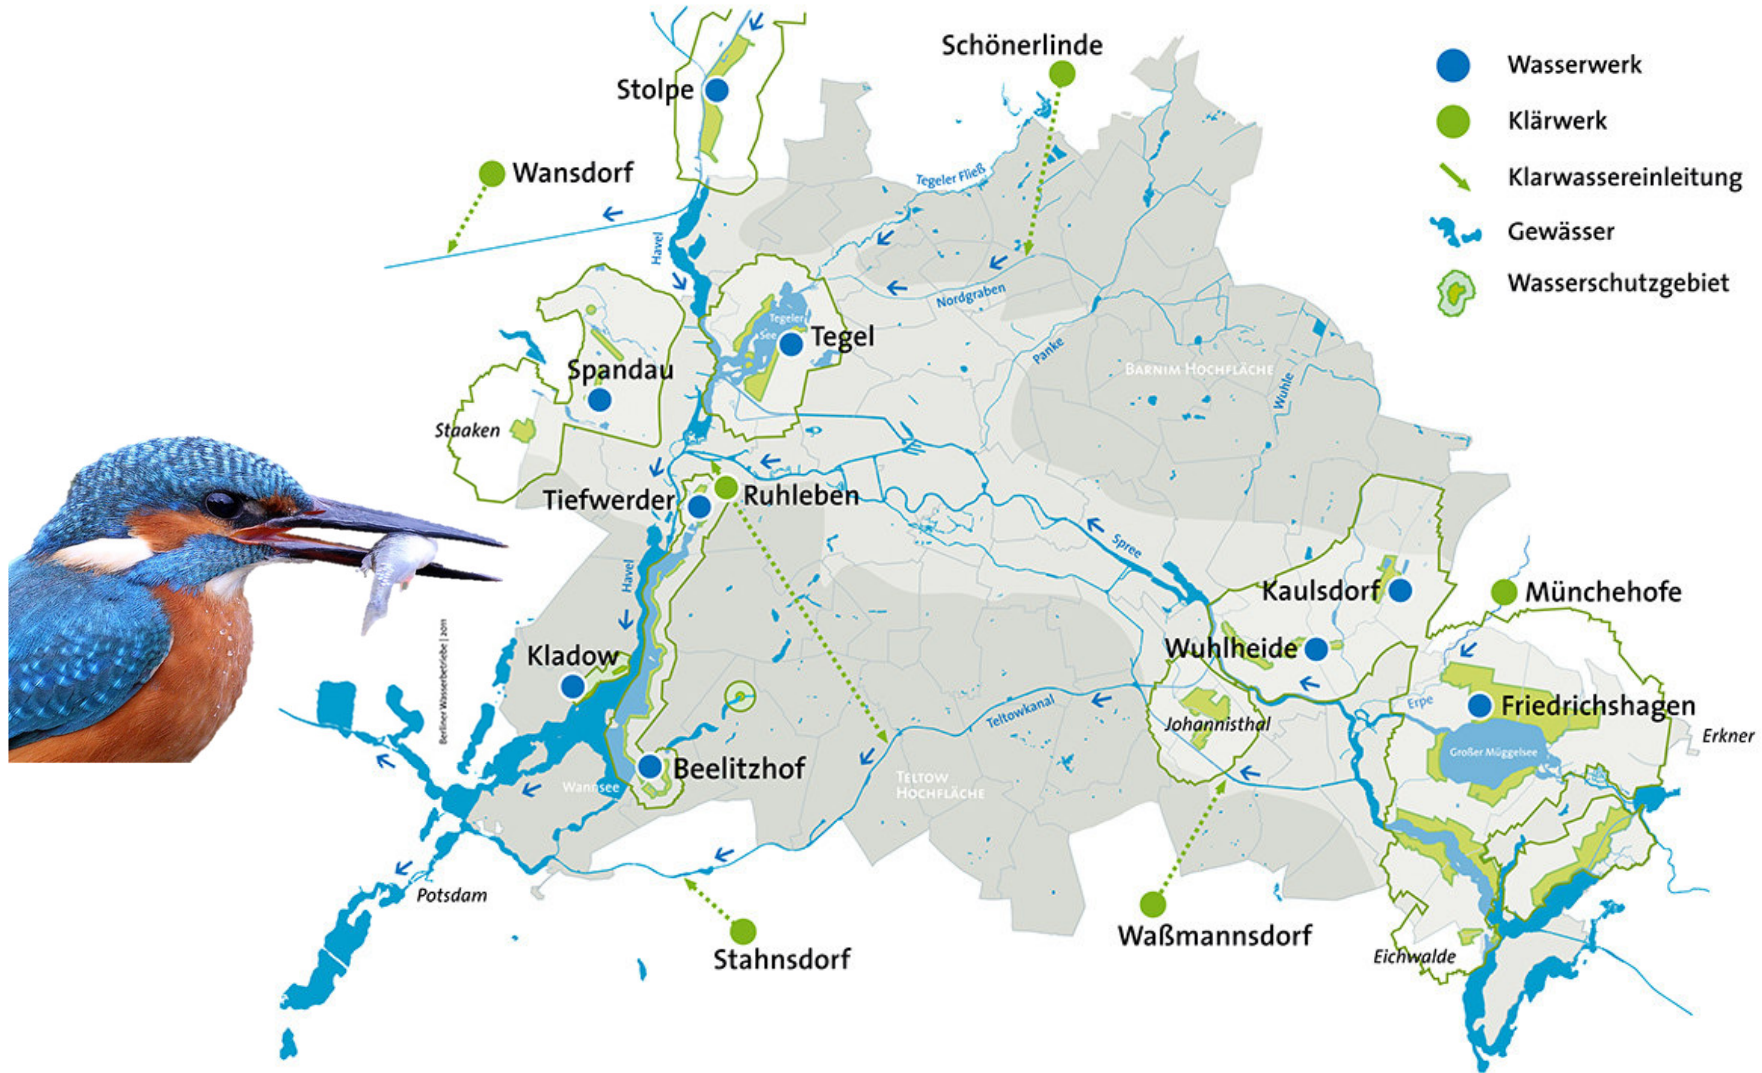 Schönerlinde
Wasserwerk
Stolpe
Klärwerk
Wansdorf
Tegeler Fließ
Klarwassereinleitung
Havel
Gewässer
Nordgraben
Wasserschutzgebiet
Tegeler
See
Tegel
Panke
Spandau
BARNIM HOCHFLÄCHE
Wuhle
Staaken
Tiefwerder
Ruhleben
Spree
Havel
Kaulsdorf
Münchehofe
Berliner Wasserbetriebe | 2011
Kladow
Wuhlheide
Erpe
Friedrichshagen
Teltowkanal
Johannisthal
Erkner
Großer Müggelsee
Beelitzhof
Wannsee
TELTOW
HOCHFLÄCHE
Potsdam
Waßmannsdorf
Stahnsdorf
Eichwalde